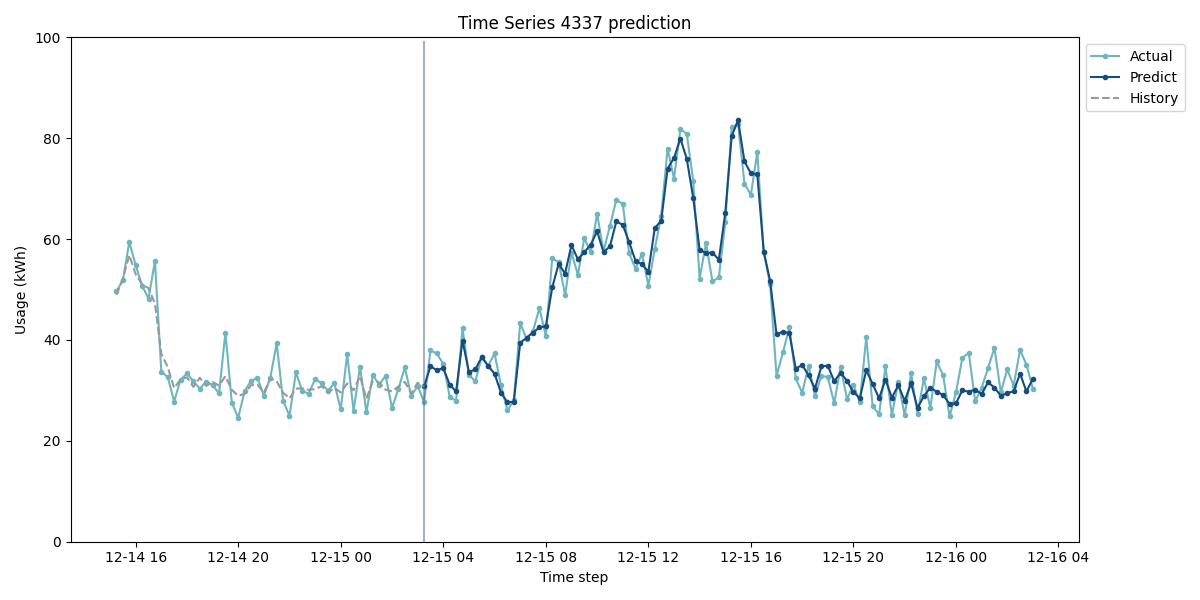 Time Series 4337 prediction
Usage (kWh)
100
80
60
40
20
0
12-14 16
12-14 20
12-15 00
12-15 04
12-15 08
12-15 12
12-15 16
12-15 20
12-16 00
12-16 04
Time step
Actual
Predict
History